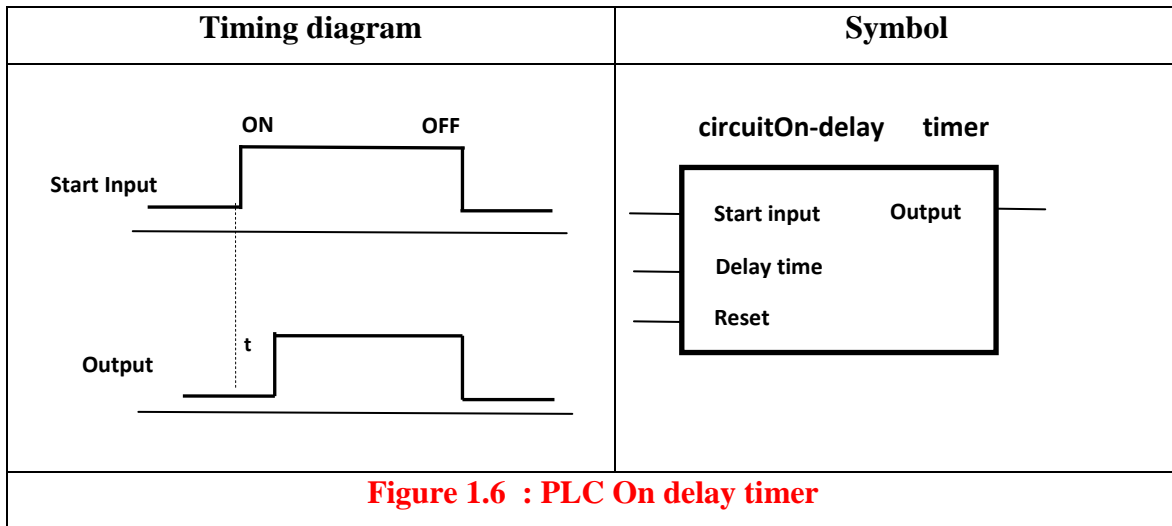 Timing diagram
Symbol
ON OFF
Start Input
t
Output
circuitOn-delay timer
Start input Output
Delay time
Reset
Figure 1.6 : PLC On delay timer